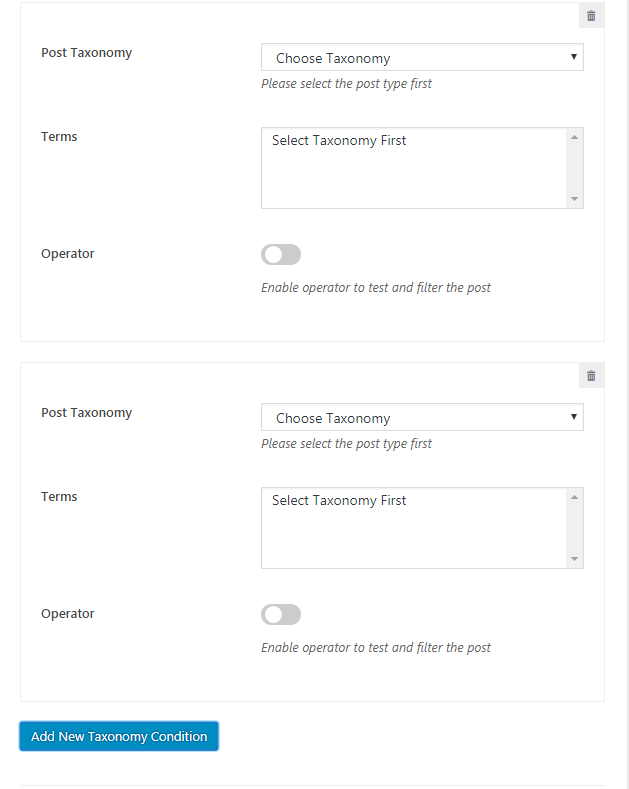 Post Taxonomy
Choose Taxonomy
Please select the post type first
Terms
Select Taxonomy First
Operator
Enable operator to test and filter the post
Post Taxonomy
Choose Taxonomy
Please select the post type first
Terms
Select Taxonomy First
Operator
Enable operator to test and filter the post
Add New Taxonomy Condition